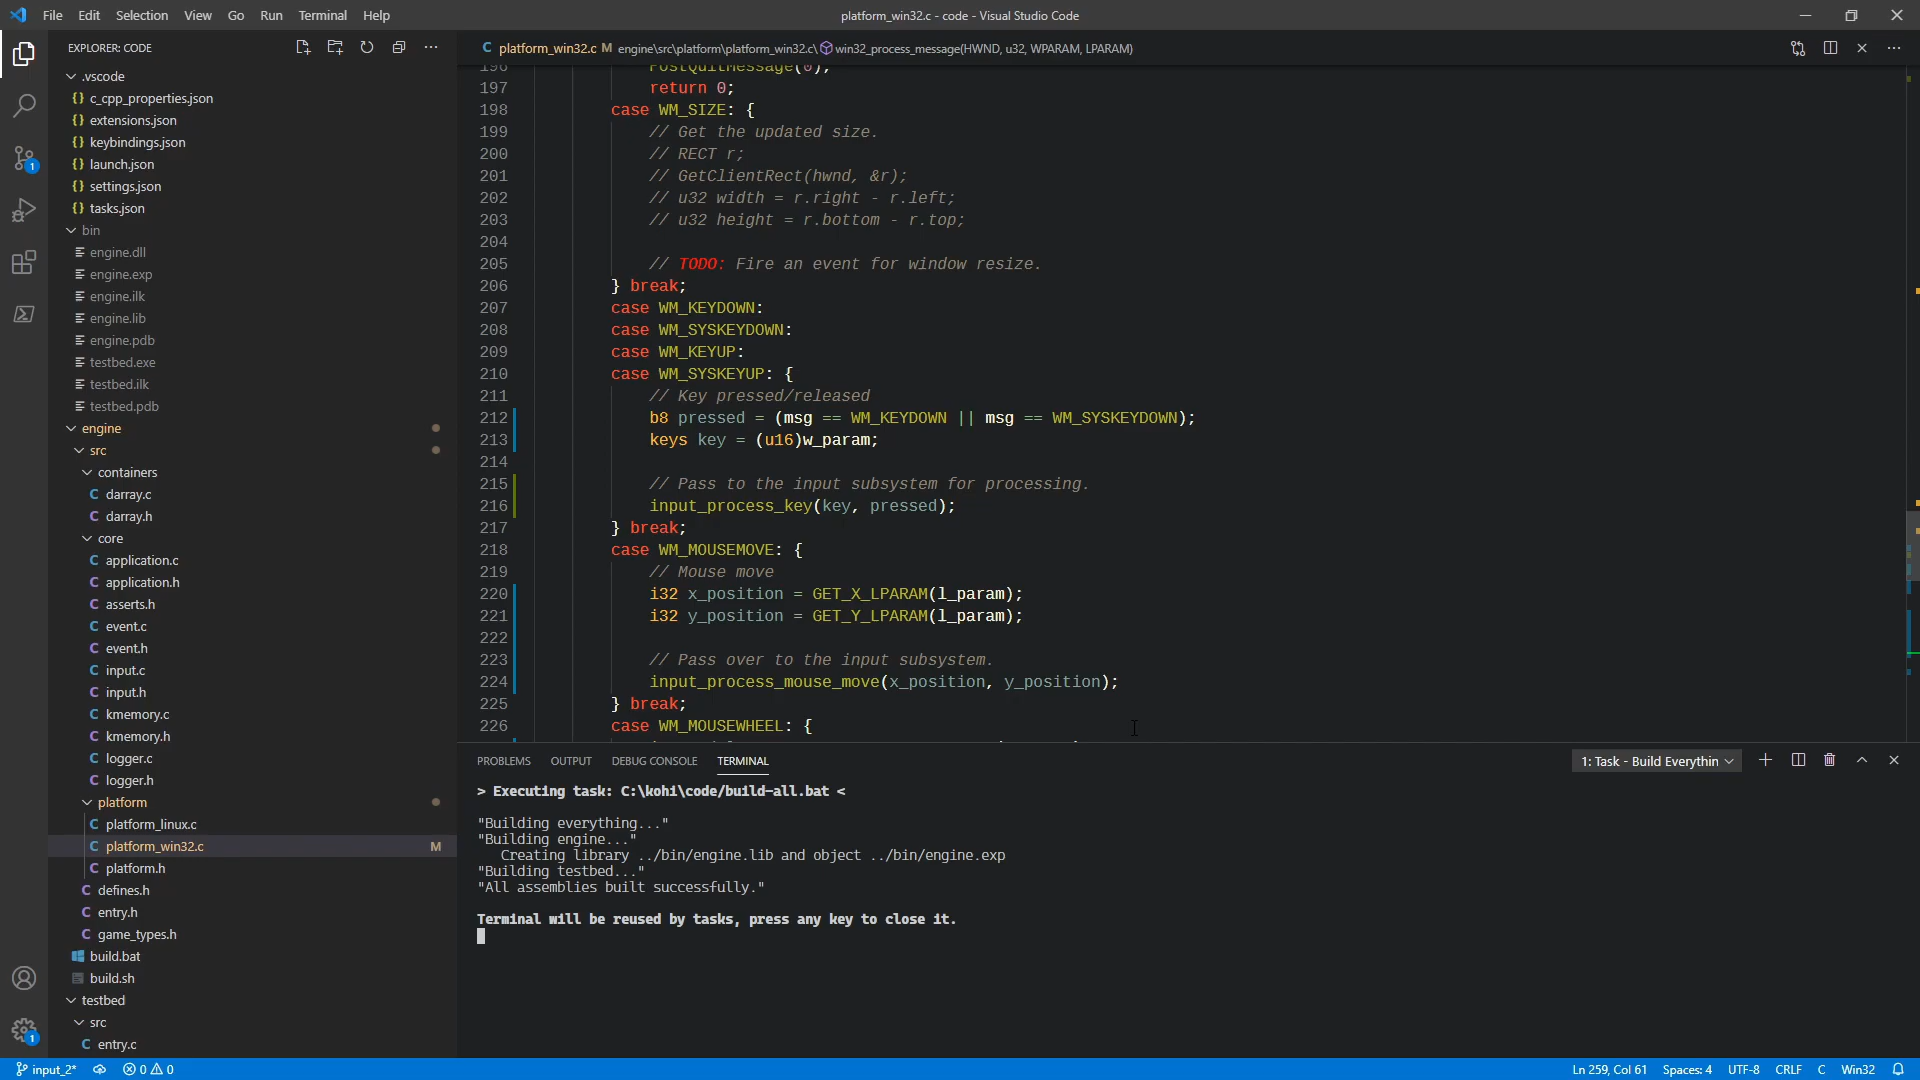 File Edit Selection View Go Run Terminal Help
platform_win32.c - code - Visual Studio Code
EXPLORER: CODE
.vscode
{} c_cpp_properties.json
{} extensions.json
{} keybindings.json
{} launch.json
{} settings.json
{} tasks.json
bin
engine.dll
engine.exp
engine.ilk
engine.lib
engine.pdb
testbed.exe
testbed.ilk
testbed.pdb
engine
src
containers
C darray.c
C darray.h
core
C application.c
C application.h
C asserts.h
C event.c
C event.h
C input.c
C input.h
C kmemory.c
C kmemory.h
C logger.c
C logger.h
platform
C platform_linux.c
C platform_win32.c M
C platform.h
C defines.h
C entry.h
C game_types.h
build.bat
build.sh
testbed
src
C entry.c
1
1
C platform_win32.c M engine\src\platform\platform_win32.c\ win32_process_message(HWND, u32, WPARAM, LPARAM)
196 PostQuitMessage(0);
197 return 0;
198 case WM_SIZE: {
199 // Get the updated size.
200 // RECT r;
201 // GetClientRect(hwnd, &r);
202 // u32 width = r.right - r.left;
203 // u32 height = r.bottom - r.top;
204
205 // TODO: Fire an event for window resize.
206 } break;
207 case WM_KEYDOWN:
208 case WM_SYSKEYDOWN:
209 case WM_KEYUP:
210 case WM_SYSKEYUP: {
211 // Key pressed/released
212 b8 pressed = (msg == WM_KEYDOWN || msg == WM_SYSKEYDOWN);
213 keys key = (u16)w_param;
214
215 // Pass to the input subsystem for processing.
216 input_process_key(key, pressed);
217 } break;
218 case WM_MOUSEMOVE: {
219 // Mouse move
220 i32 x_position = GET_X_LPARAM(l_param);
221 i32 y_position = GET_Y_LPARAM(l_param);
222
223 // Pass over to the input subsystem.
224 input_process_mouse_move(x_position, y_position);
225 } break;
226 case WM_MOUSEWHEEL: {
PROBLEMS OUTPUT DEBUG CONSOLE TERMINAL
1: Task - Build Everythin
> Executing task: C:\kohi\code/build-all.bat <
"Building everything..."
"Building engine..."
Creating library ../bin/engine.lib and object ../bin/engine.exp
"Building testbed..."
"All assemblies built successfully."
Terminal will be reused by tasks, press any key to close it.
input_2* 0 0
Ln 259, Col 61 Spaces: 4 UTF-8 CRLF C Win32